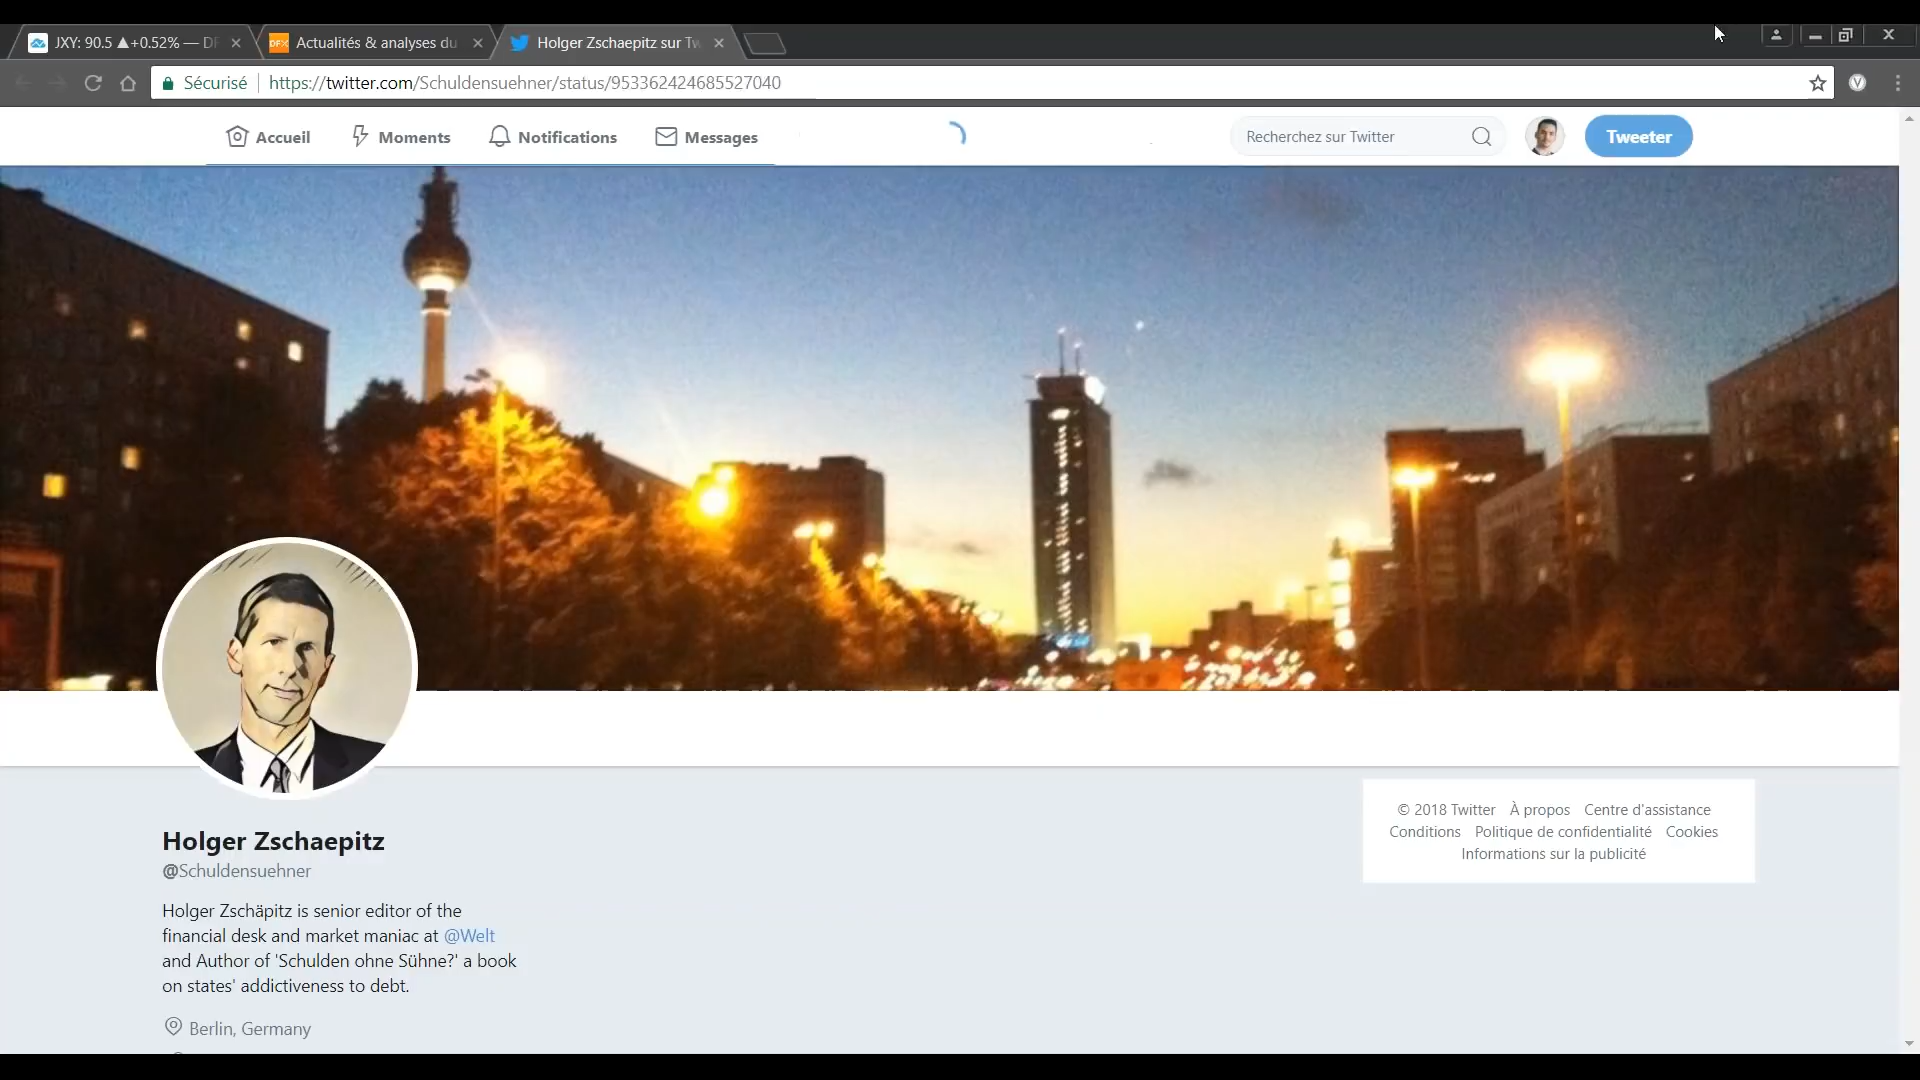 JXY: 90.5 ▲+0.52% — DF
DFX Actualités & analyses du
Holger Zschaepitz sur Tw
Sécurisé https://twitter.com/Schuldensuehner/status/953362424685527040
V
Accueil Moments Notifications Messages Recherchez sur Twitter Tweeter
Holger Zschaepitz
@Schuldensuehner
Holger Zschäpitz is senior editor of the
financial desk and market maniac at @Welt
and Author of 'Schulden ohne Sühne?' a book
on states' addictiveness to debt.
Berlin, Germany
© 2018 Twitter À propos Centre d'assistance
Conditions Politique de confidentialité Cookies
Informations sur la publicité